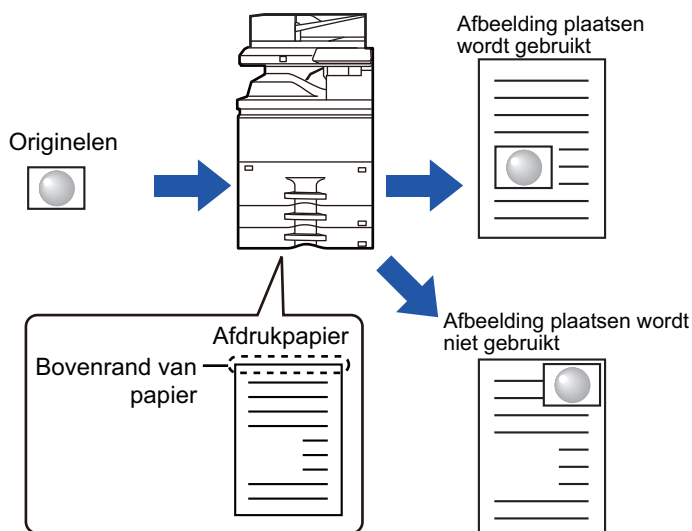 Afbeelding plaatsen
wordt gebruikt
Originelen
Afdrukpapier
Bovenrand van
papier
Afbeelding plaatsen wordt
niet gebruikt